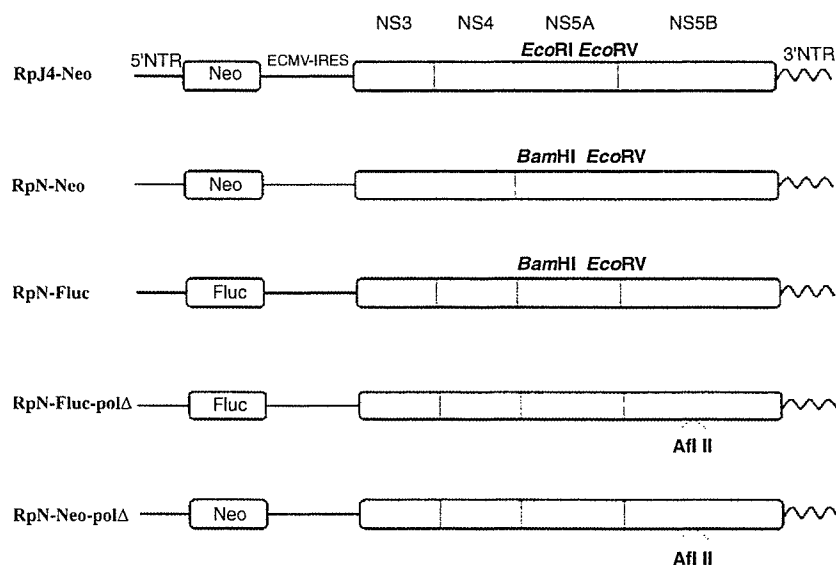 NS3 NS4 NS5A NS5B
EcoRI EcoRV
5'NTR ECMV-IRES 3'NTR
RpJ4-Neo Neo
BamHI EcoRV
RpN-Neo Neo
BamHI EcoRV
RpN-Fluc Fluc
RpN-Fluc-polΔ Fluc
Afl II
RpN-Neo-polΔ Neo
Afl II